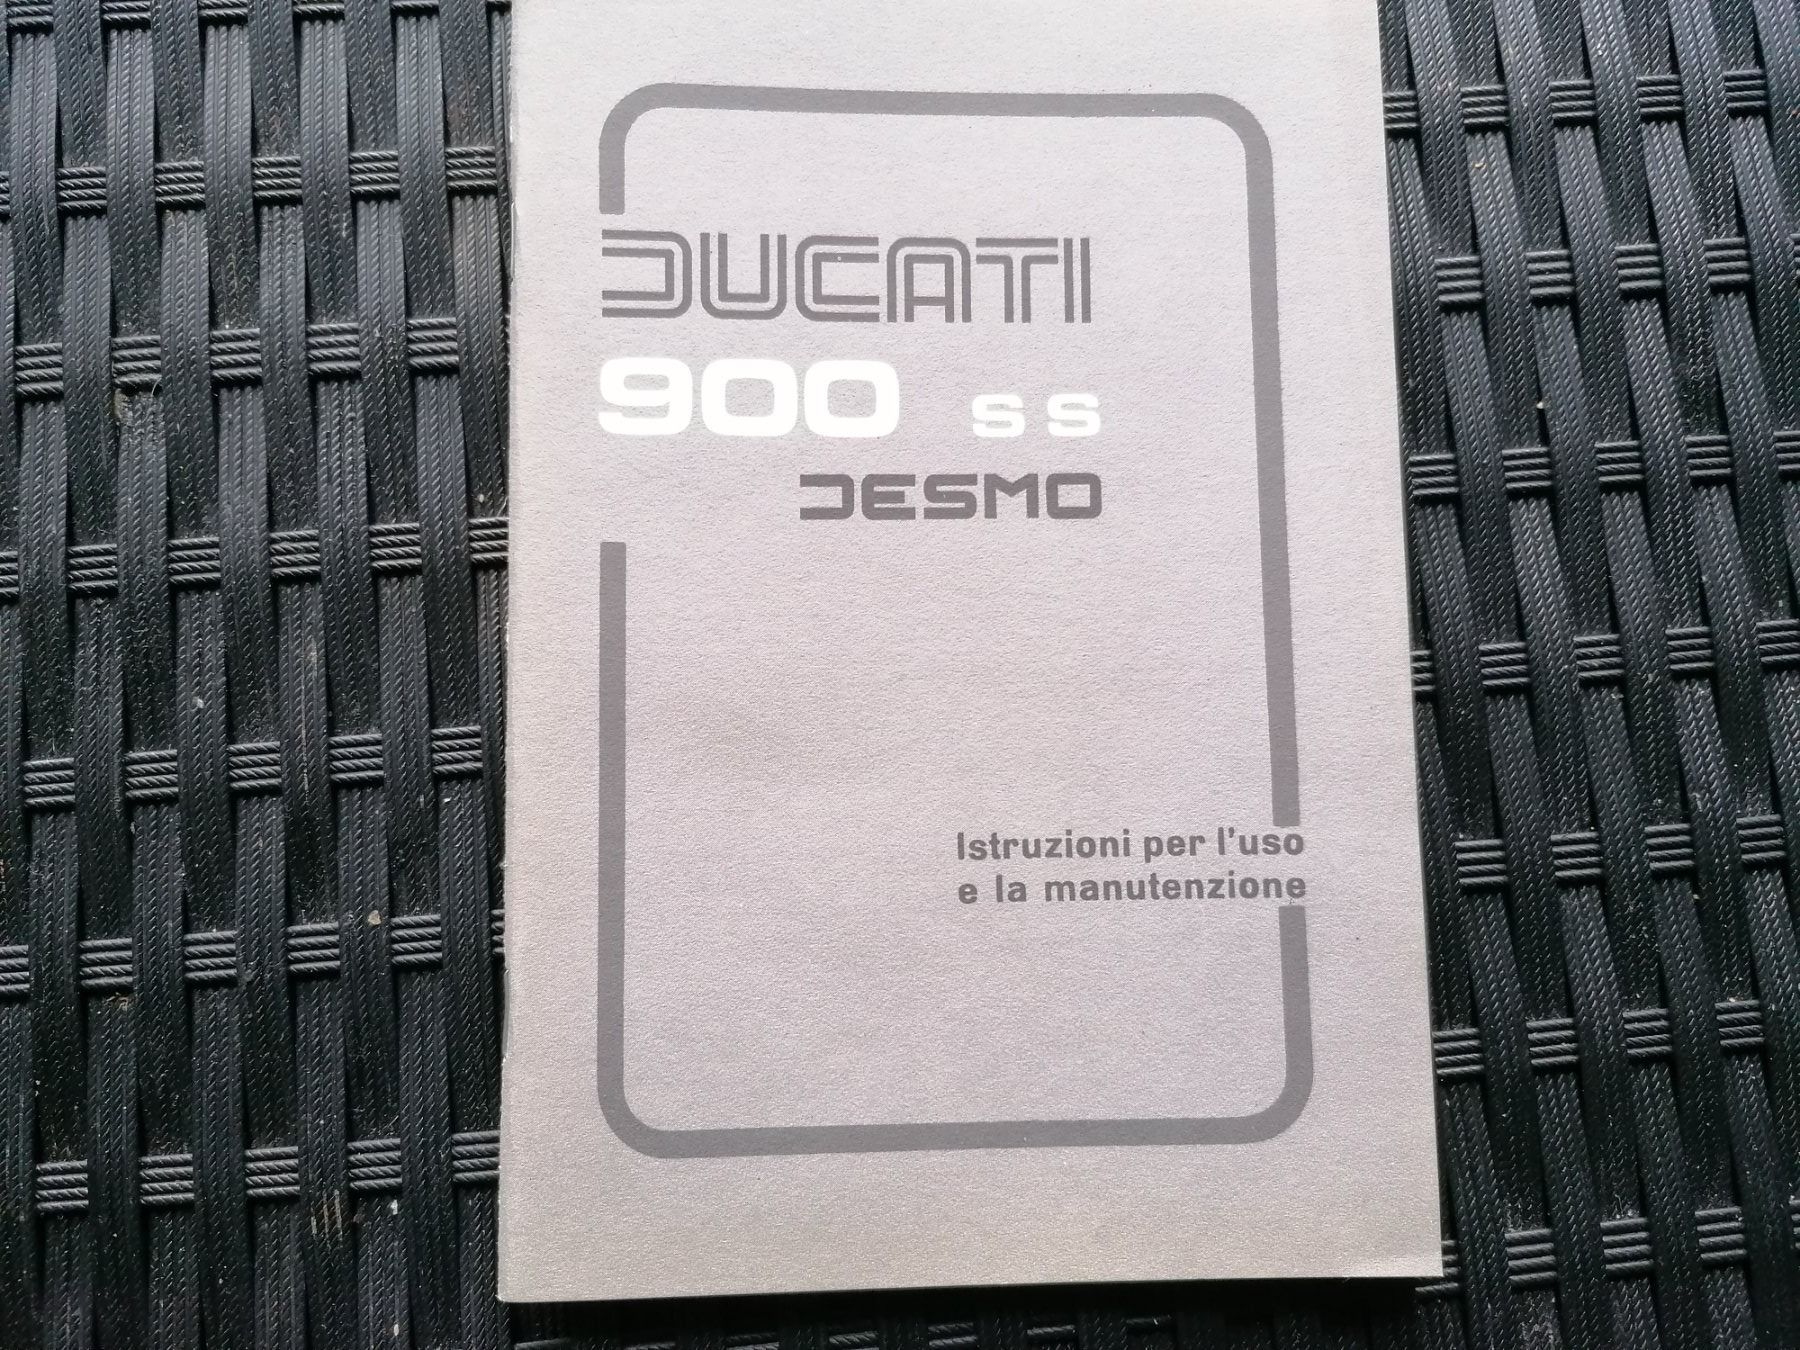 DUCATI
900 SS
DESMO
Istruzioni per l'uso
e la manutenzione